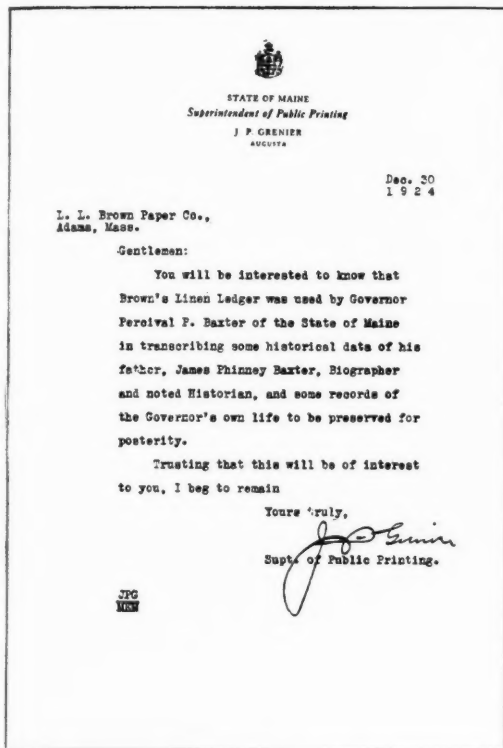 STATE OF MAINE
Superintendent of Public Printing
J P. GRENIER
AUGUSTA
Dec. 30
1 9 2 4
L. L. Brown Paper Co.,
Adams, Mass.
Gentlemen:
You will be interested to know that
Brown's Linen Ledger was used by Governor
Percival P. Baxter of the State of Maine
in transcribing some historical data of his
father, James Phinney Baxter, Biographer
and noted Historian, and some records of
the Governor's own life to be preserved for
posterity.
Trusting that this will be of interest
to you, I beg to remain
Yours truly,
J P Grenier
Supt. of Public Printing.
JPG
MEM